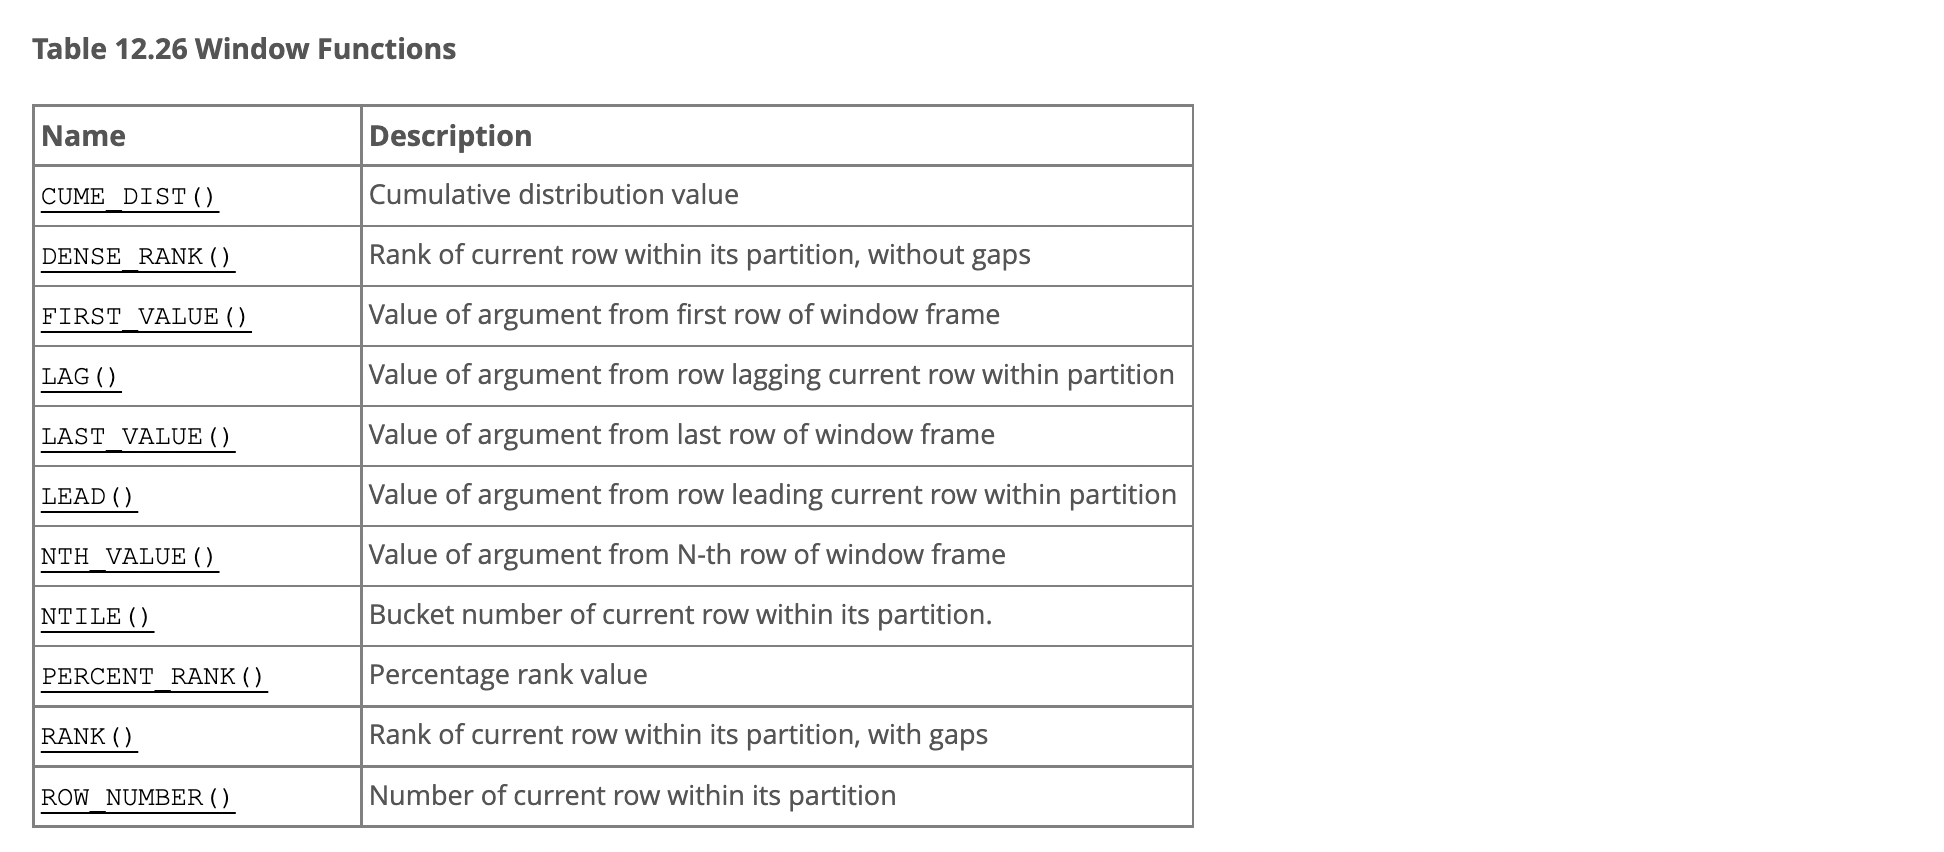 Table 12.26 Window Functions
Name Description
CUME_DIST() Cumulative distribution value
DENSE_RANK() Rank of current row within its partition, without gaps
FIRST_VALUE() Value of argument from first row of window frame
LAG() Value of argument from row lagging current row within partition
LAST_VALUE() Value of argument from last row of window frame
LEAD() Value of argument from row leading current row within partition
NTH_VALUE() Value of argument from N-th row of window frame
NTILE() Bucket number of current row within its partition.
PERCENT_RANK() Percentage rank value
RANK() Rank of current row within its partition, with gaps
ROW_NUMBER() Number of current row within its partition